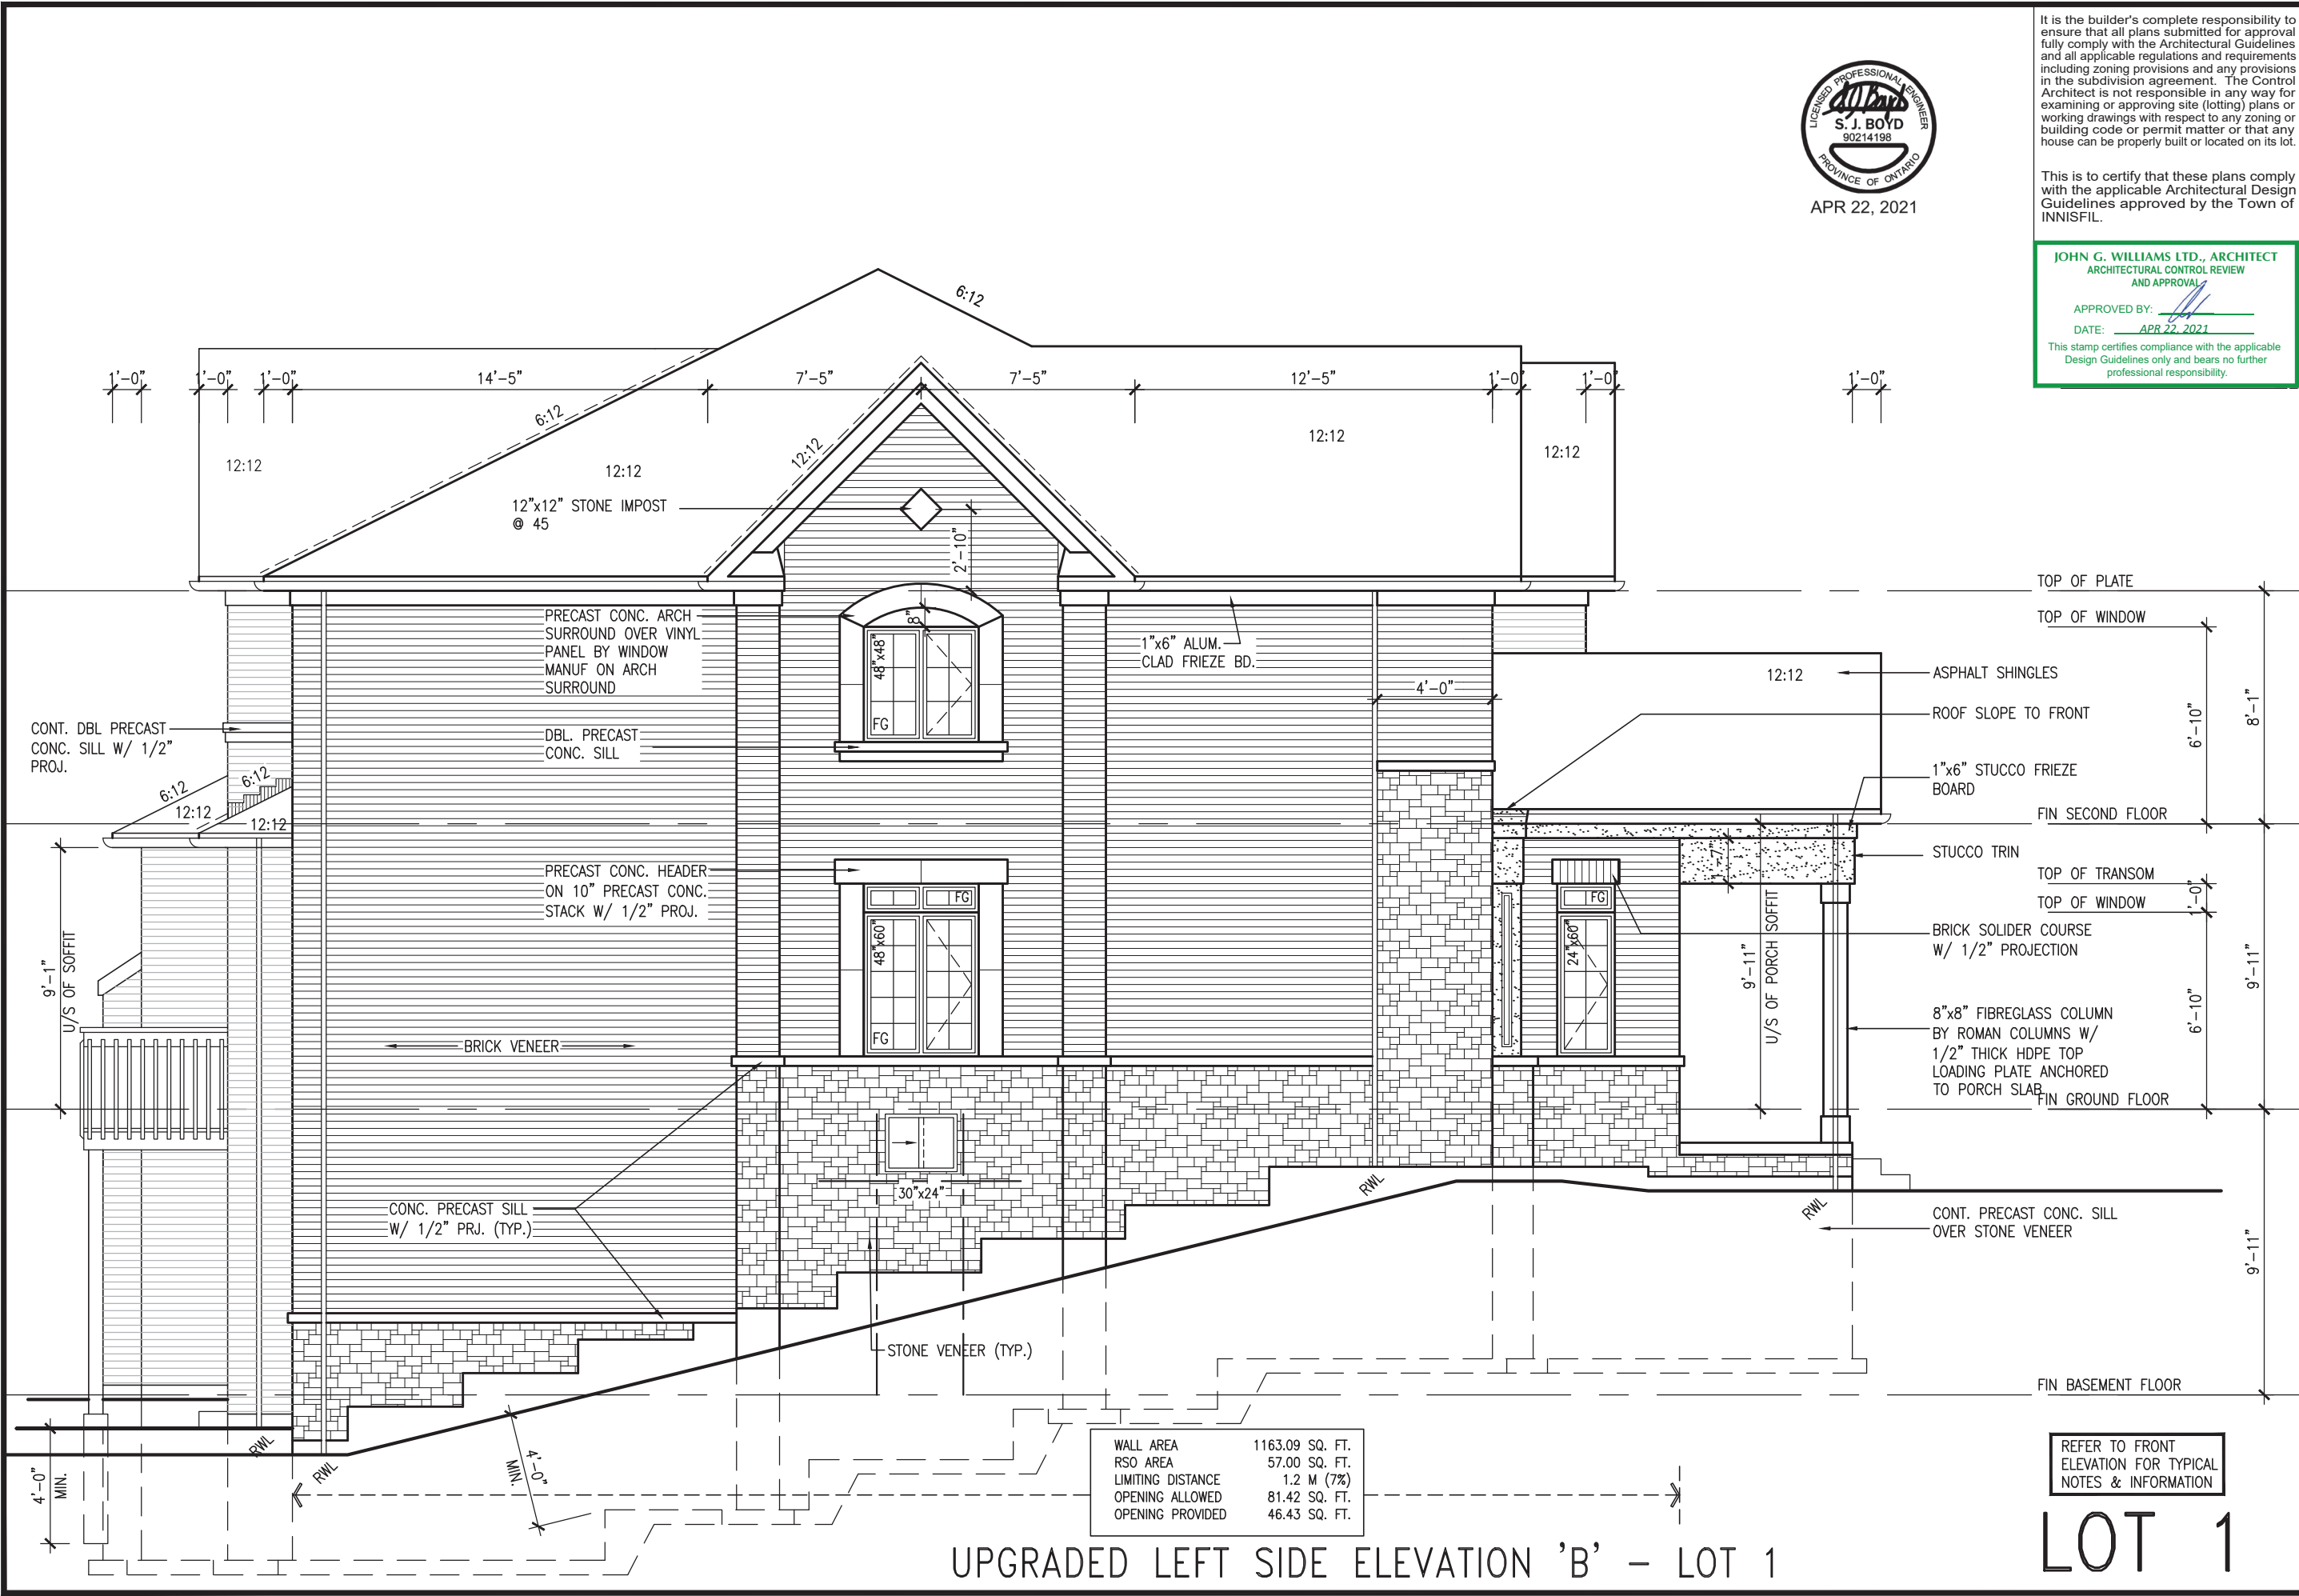 It is the builder's complete responsibility to
ensure that all plans submitted for approval
fully comply with the Architectural Guidelines
and all applicable regulations and requirements
including zoning provisions and any provisions
in the subdivision agreement. The Control
Architect is not responsible in any way for
examining or approving site (lotting) plans or
working drawings with respect to any zoning or
building code or permit matter or that any
house can be properly built or located on its lot.
This is to certify that these plans comply
with the applicable Architectural Design
Guidelines approved by the Town of
INNISFIL.
LICENSED PROFESSIONAL ENGINEER
S. J. BOYD
90214198
PROVINCE OF ONTARIO
APR 22, 2021
JOHN G. WILLIAMS LTD., ARCHITECT
ARCHITECTURAL CONTROL REVIEW
AND APPROVAL
APPROVED BY:
DATE: APR 22, 2021
This stamp certifies compliance with the applicable
Design Guidelines only and bears no further
professional responsibility.
6:12
1'-0"
1'-0"
1'-0"
14'-5"
7'-5"
7'-5"
12'-5"
1'-0"
1'-0"
1'-0"
6:12
12:12
12:12
12:12
12:12
12:12
12"x12" STONE IMPOST
@ 45
2'-10"
TOP OF PLATE
PRECAST CONC. ARCH
SURROUND OVER VINYL
PANEL BY WINDOW
MANUF ON ARCH
SURROUND
8"
48"x48"
FG
1"x6" ALUM.
CLAD FRIEZE BD.
TOP OF WINDOW
4'-0"
12:12
ASPHALT SHINGLES
ROOF SLOPE TO FRONT
6'-10"
8'-1"
CONT. DBL PRECAST
CONC. SILL W/ 1/2"
PROJ.
DBL. PRECAST
CONC. SILL
1"x6" STUCCO FRIEZE
BOARD
6:12
6:12
12:12
12:12
FIN SECOND FLOOR
STUCCO TRIN
1'-7"
PRECAST CONC. HEADER
ON 10" PRECAST CONC.
STACK W/ 1/2" PROJ.
FG
48"x60"
FG
FG
24"x60"
TOP OF TRANSOM
TOP OF WINDOW
1'-0"
BRICK SOLIDER COURSE
W/ 1/2" PROJECTION
9'-1"
U/S OF SOFFIT
9'-11"
U/S OF PORCH SOFFIT
6'-10"
9'-11"
8"x8" FIBREGLASS COLUMN
BY ROMAN COLUMNS W/
1/2" THICK HDPE TOP
LOADING PLATE ANCHORED
TO PORCH SLAB
FIN GROUND FLOOR
BRICK VENEER
30"x24"
CONC. PRECAST SILL
W/ 1/2" PRJ. (TYP.)
RWL
RWL
CONT. PRECAST CONC. SILL
OVER STONE VENEER
9'-11"
STONE VENEER (TYP.)
FIN BASEMENT FLOOR
RWL
RWL
4'-0"
MIN.
4'-0"
MIN.
WALL AREA 1163.09 SQ. FT.
RSO AREA 57.00 SQ. FT.
LIMITING DISTANCE 1.2 M (7%)
OPENING ALLOWED 81.42 SQ. FT.
OPENING PROVIDED 46.43 SQ. FT.
REFER TO FRONT
ELEVATION FOR TYPICAL
NOTES & INFORMATION
UPGRADED LEFT SIDE ELEVATION 'B' - LOT 1
LOT 1